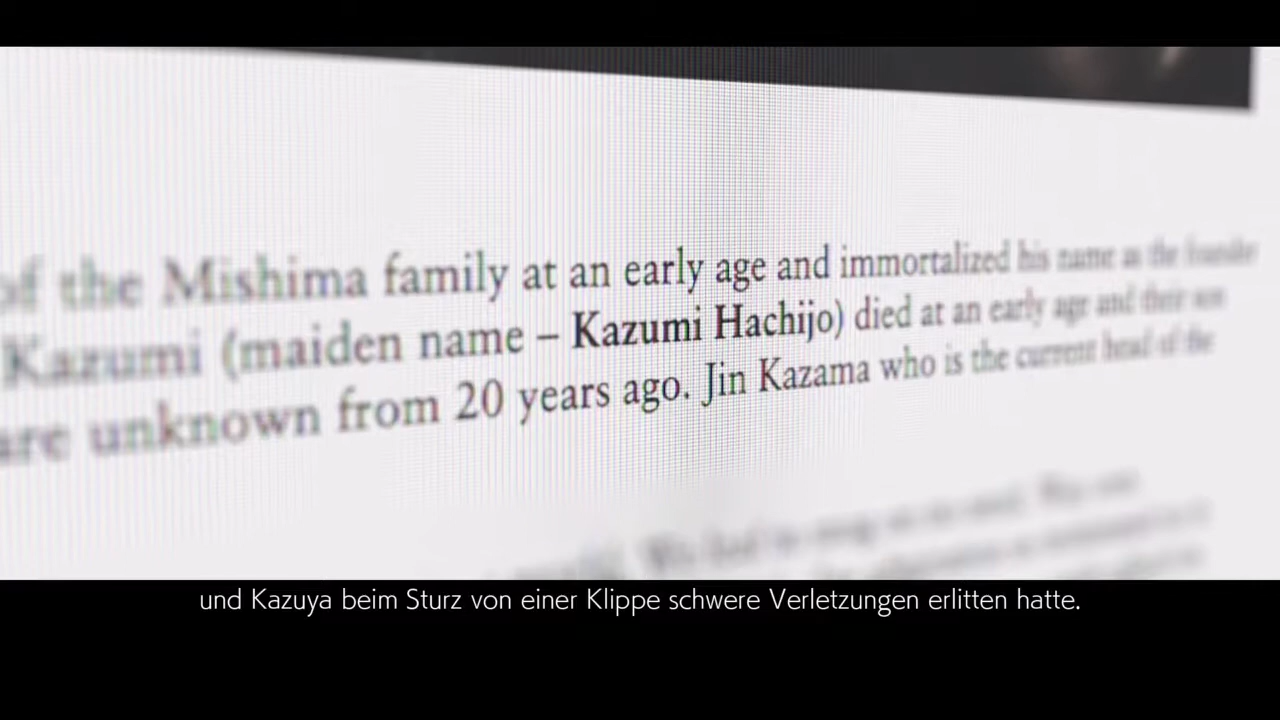 of the Mishima family at an early age and immortalized his name as the founder
Kazumi (maiden name – Kazumi Hachijo) died at an early age and their son
are unknown from 20 years ago. Jin Kazama who is the current head of the
und Kazuya beim Sturz von einer Klippe schwere Verletzungen erlitten hatte.